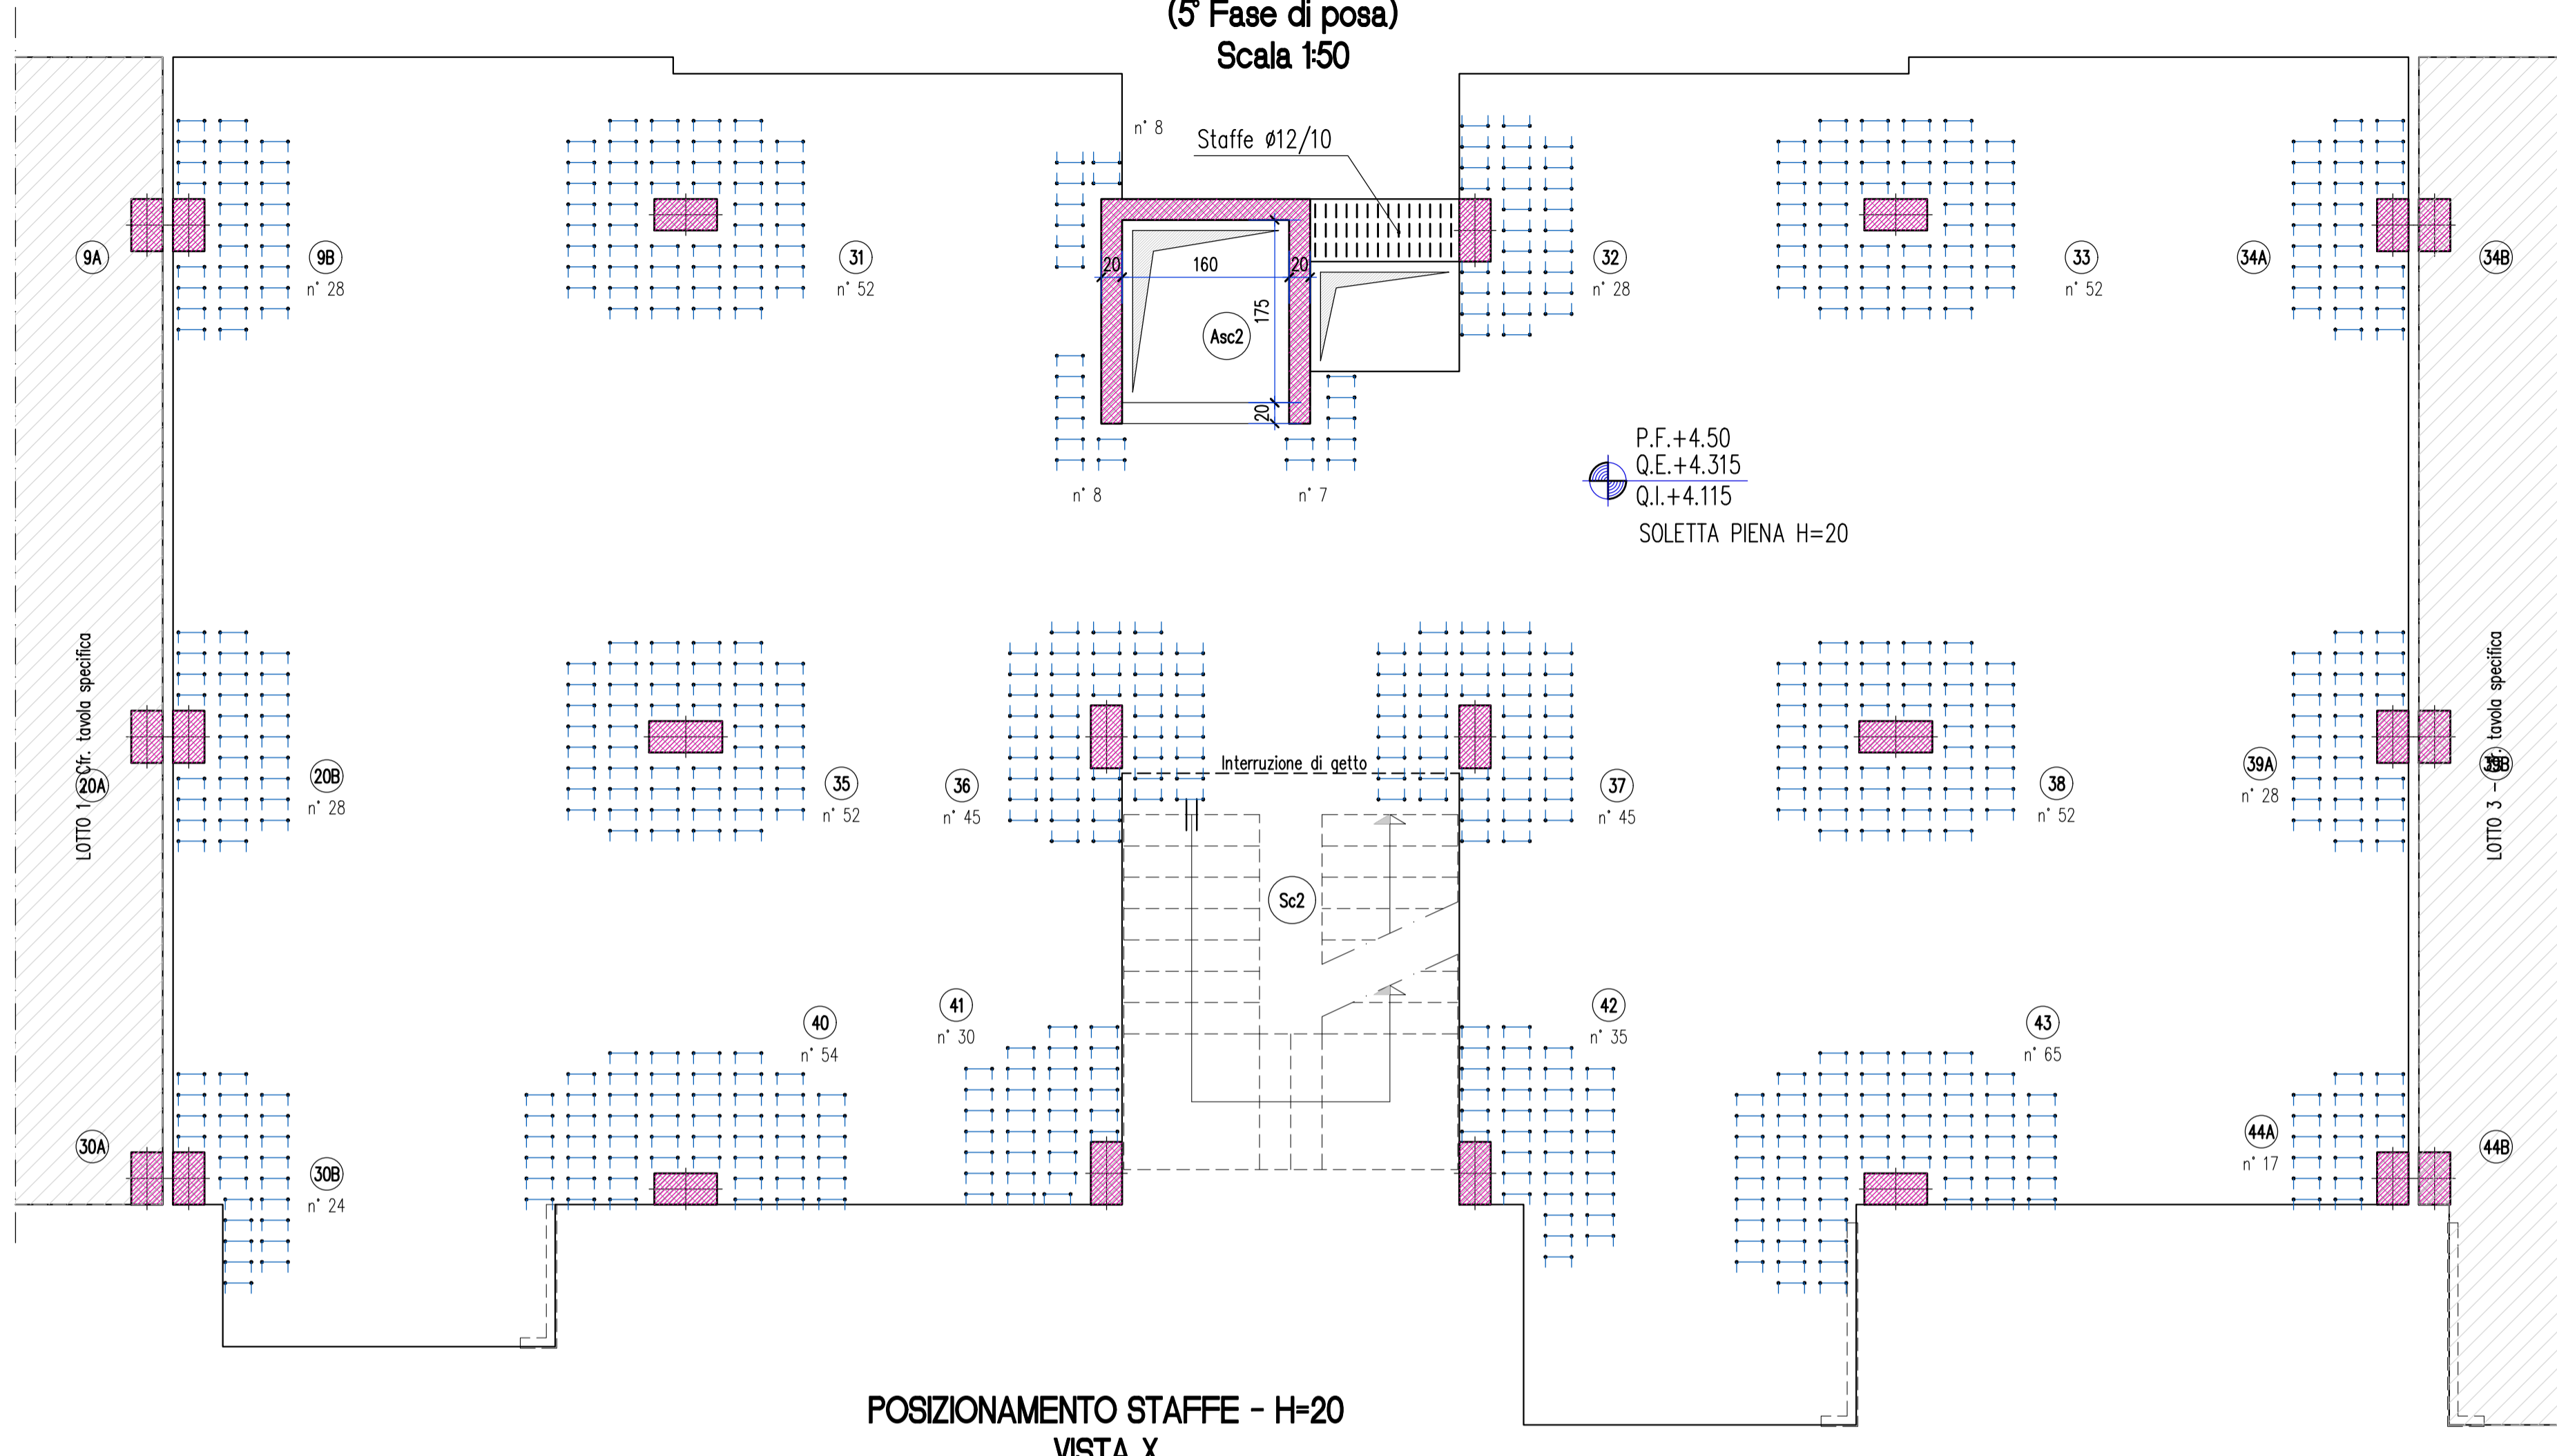 (5° Fase di posa)
Scala 1:50
n° 8
Staffe ø12/10
9A
9B
n° 28
31
n° 52
20
160
20
175
20
Asc2
32
n° 28
33
n° 52
34A
34B
n° 8
n° 7
P.F.+4.50
Q.E.+4.315
Q.I.+4.115
SOLETTA PIENA H=20
LOTTO 1 - Cfr. tavola specifica
20A
20B
n° 28
35
n° 52
36
n° 45
Interruzione di getto
37
n° 45
38
n° 52
39A
n° 28
39B
LOTTO 3 - Cfr. tavola specifica
Sc2
40
n° 54
41
n° 30
42
n° 35
43
n° 65
30A
30B
n° 24
44A
n° 17
44B
POSIZIONAMENTO STAFFE - H=20
VISTA X